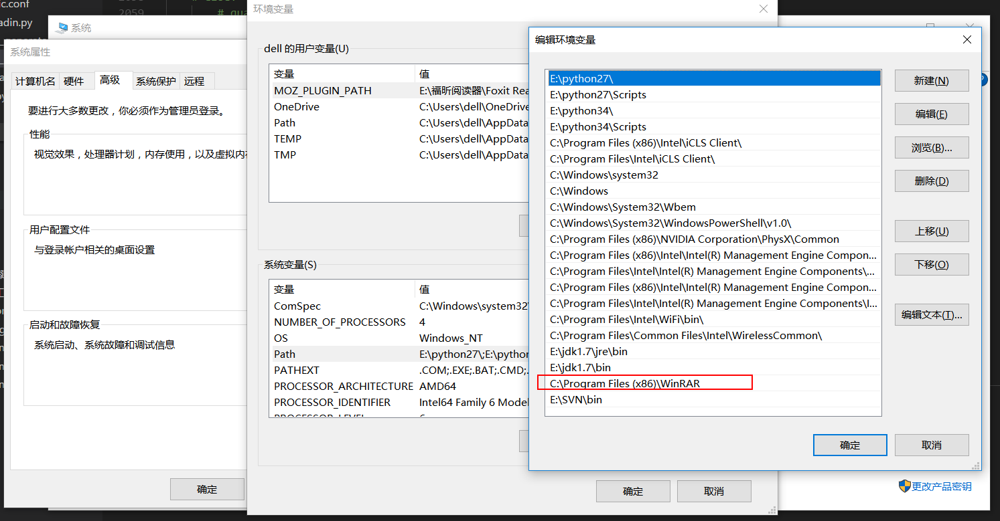 ic.conf
adin.py
2059
系统
系统属性
计算机名
硬件
高级
系统保护
远程
要进行大多数更改，你必须作为管理员登录。
性能
视觉效果，处理器计划，内存使用，以及虚拟内存
用户配置文件
与登录帐户相关的桌面设置
启动和故障恢复
系统启动、系统故障和调试信息
确定
环境变量
dell 的用户变量(U)
变量 值
MOZ_PLUGIN_PATH E:\福昕阅读器\Foxit Rea
OneDrive C:\Users\dell\OneDrive
Path C:\Users\dell\AppData
TEMP C:\Users\dell\AppData
TMP C:\Users\dell\AppData
系统变量(S)
变量 值
ComSpec C:\Windows\system32\
NUMBER_OF_PROCESSORS 4
OS Windows_NT
Path E:\python27\;E:\python
PATHEXT .COM;.EXE;.BAT;.CMD;.
PROCESSOR_ARCHITECTURE AMD64
PROCESSOR_IDENTIFIER Intel64 Family 6 Model
确定
取消
编辑环境变量
E:\python27\
E:\python27\Scripts
E:\python34\
E:\python34\Scripts
C:\Program Files (x86)\Intel\iCLS Client\
C:\Program Files\Intel\iCLS Client\
C:\Windows\system32
C:\Windows
C:\Windows\System32\Wbem
C:\Windows\System32\WindowsPowerShell\v1.0\
C:\Program Files (x86)\NVIDIA Corporation\PhysX\Common
C:\Program Files (x86)\Intel\Intel(R) Management Engine Compon...
C:\Program Files\Intel\Intel(R) Management Engine Components\...
C:\Program Files (x86)\Intel\Intel(R) Management Engine Compon...
C:\Program Files\Intel\Intel(R) Management Engine Components\I...
C:\Program Files\Intel\WiFi\bin\
C:\Program Files\Common Files\Intel\WirelessCommon\
E:\jdk1.7\jre\bin
E:\jdk1.7\bin
C:\Program Files (x86)\WinRAR
E:\SVN\bin
新建(N)
编辑(E)
浏览(B)...
删除(D)
上移(U)
下移(O)
编辑文本(T)...
确定
取消
更改产品密钥